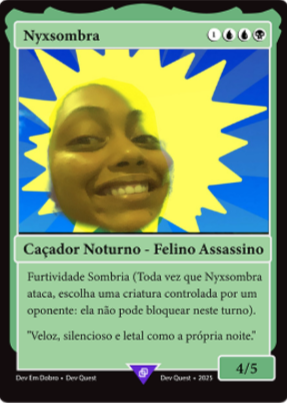 Nyxsombra
1
Caçador Noturno - Felino Assassino
Furtividade Sombria (Toda vez que Nyxsombra
ataca, escolha uma criatura controlada por um
oponente: ela não pode bloquear neste turno).
"Veloz, silencioso e letal como a própria noite."
4/5
Dev Em Dobro • Dev Quest
Dev Quest • 2025